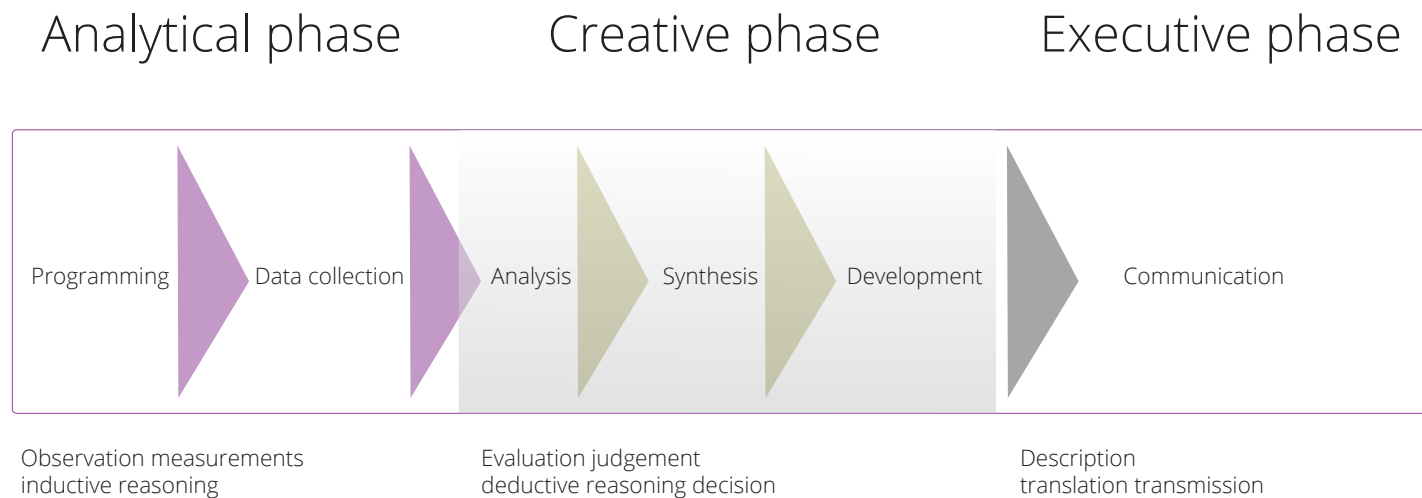 Analytical phase
Creative phase
Executive phase
Programming
Data collection
Analysis
Synthesis
Development
Communication
Observation measurements
inductive reasoning
Evaluation judgement
deductive reasoning decision
Description
translation transmission